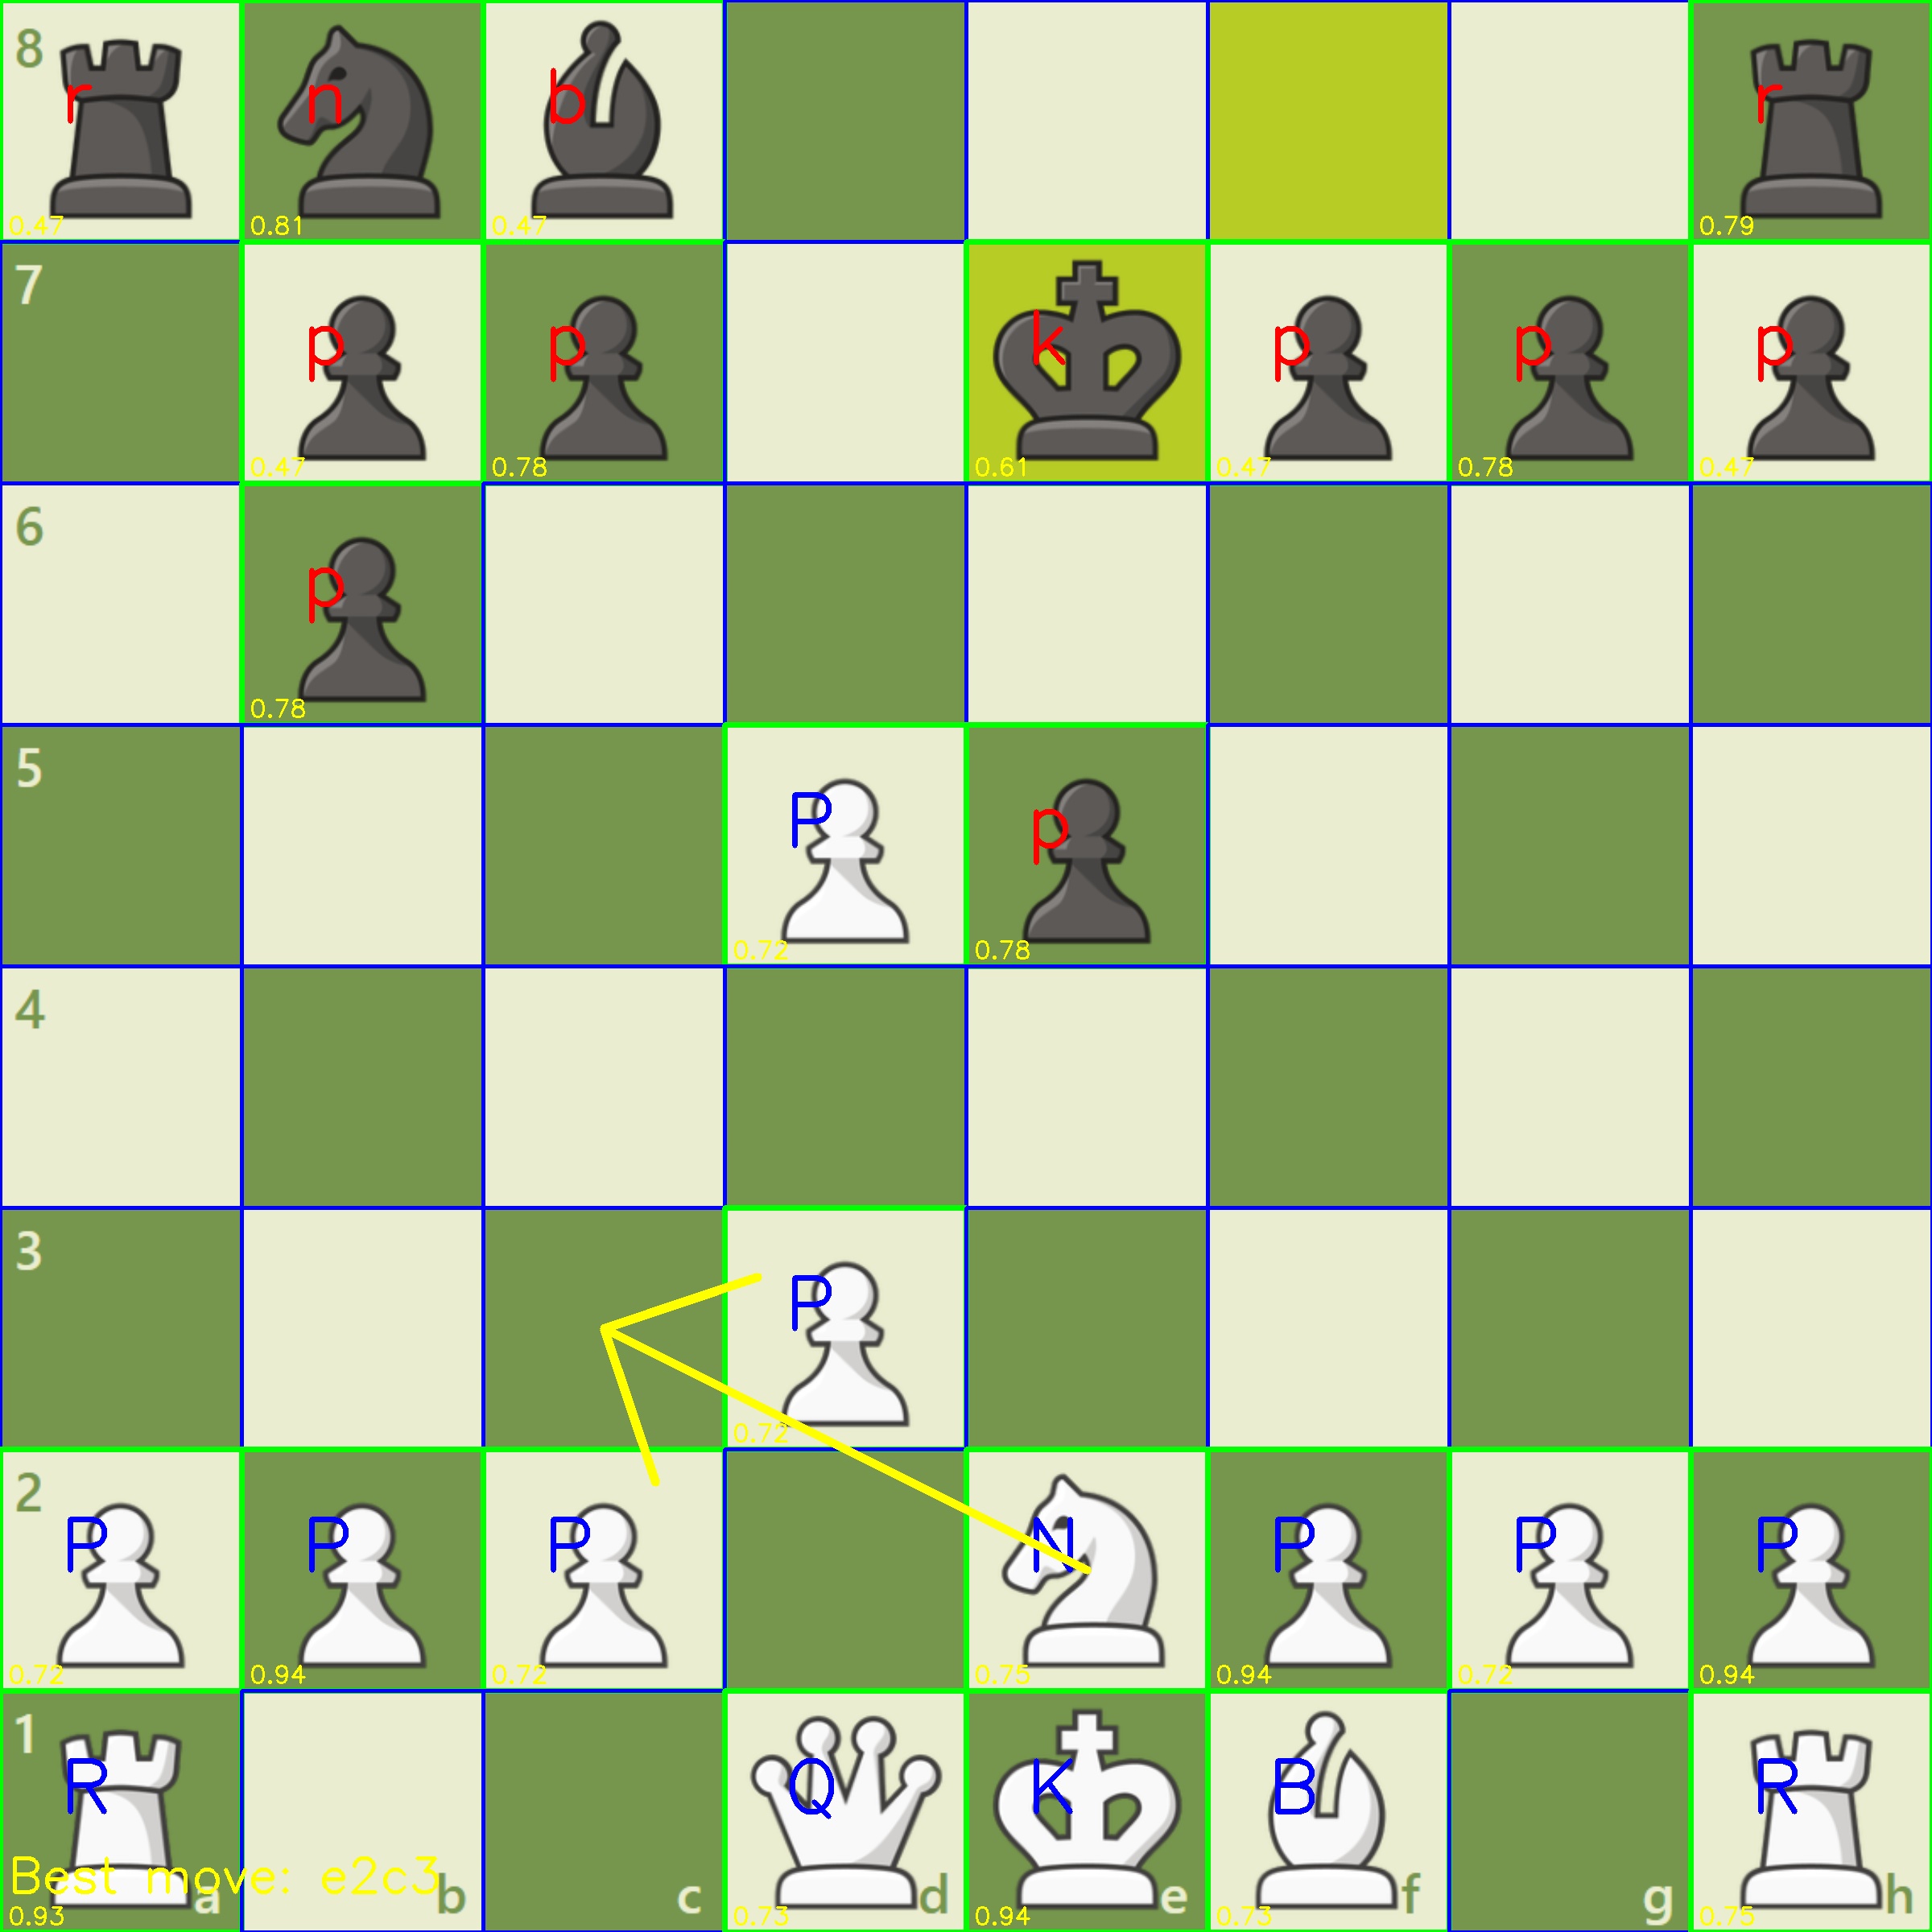 8 r n b r
0.47 0.81 0.47 0.79
7 p p k p p p
0.47 0.78 0.61 0.47 0.78 0.47
6 p
0.78
5 P p
0.72 0.78
4
3 P
0.72
2 P P P N P P P
0.72 0.94 0.72 0.75 0.94 0.72 0.94
1 R Q K B R
Best move: e2c3
a b c d e f g h
0.93 0.73 0.94 0.73 0.75